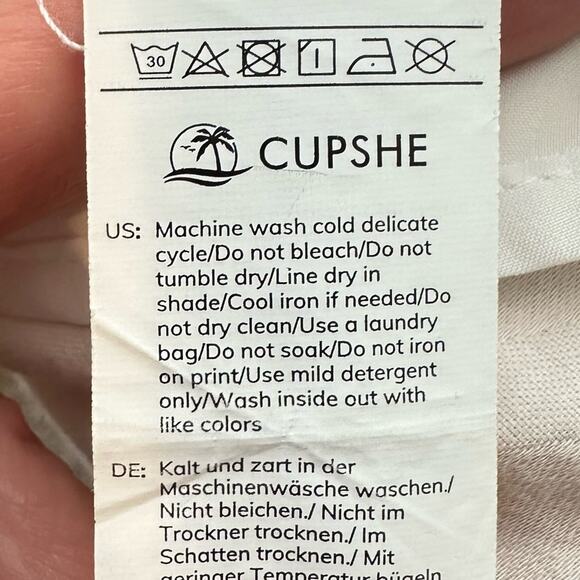 30
CUPSHE
US: Machine wash cold delicate
cycle/Do not bleach/Do not
tumble dry/Line dry in
shade/Cool iron if needed/Do
not dry clean/Use a laundry
bag/Do not soak/Do not iron
on print/Use mild detergent
only/Wash inside out with
like colors
DE: Kalt und zart in der
Maschinenwäsche waschen./
Nicht bleichen./ Nicht im
Trockner trocknen./ Im
Schatten trocknen./ Mit
geringer Temperatur bügeln